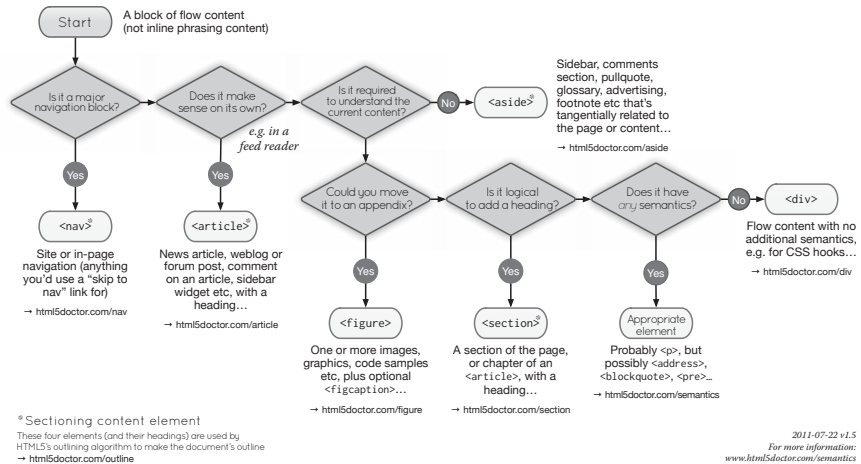 Start
A block of flow content
(not inline phrasing content)
Is it a major
navigation block?
Does it make
sense on its own?
e.g. in a
feed reader
Is it required
to understand the
current content?
No
<aside>*
Sidebar, comments
section, pullquote,
glossary, advertising,
footnote etc that's
tangentially related to
the page or content…
→ html5doctor.com/aside
Yes
<nav>*
Site or in-page
navigation (anything
you'd use a “skip to
nav” link for)
→ html5doctor.com/nav
Yes
<article>*
News article, weblog or
forum post, comment
on an article, sidebar
widget etc, with a
heading…
→ html5doctor.com/article
Could you move
it to an appendix?
Yes
<figure>
One or more images,
graphics, code samples
etc, plus optional
<figcaption>…
→ html5doctor.com/figure
Is it logical
to add a heading?
Yes
<section>*
A section of the page,
or chapter of an
<article>, with a
heading…
→ html5doctor.com/section
Does it have
any semantics?
Yes
Appropriate
element
Probably <p>, but
possibly <address>,
<blockquote>, <pre>…
→ html5doctor.com/semantics
No
<div>
Flow content with no
additional semantics,
e.g. for CSS hooks…
→ html5doctor.com/div
*Sectioning content element
These four elements (and their headings) are used by
HTML5's outlining algorithm to make the document's outline
→ html5doctor.com/outline
2011-07-22 v1.5
For more information:
www.html5doctor.com/semantics